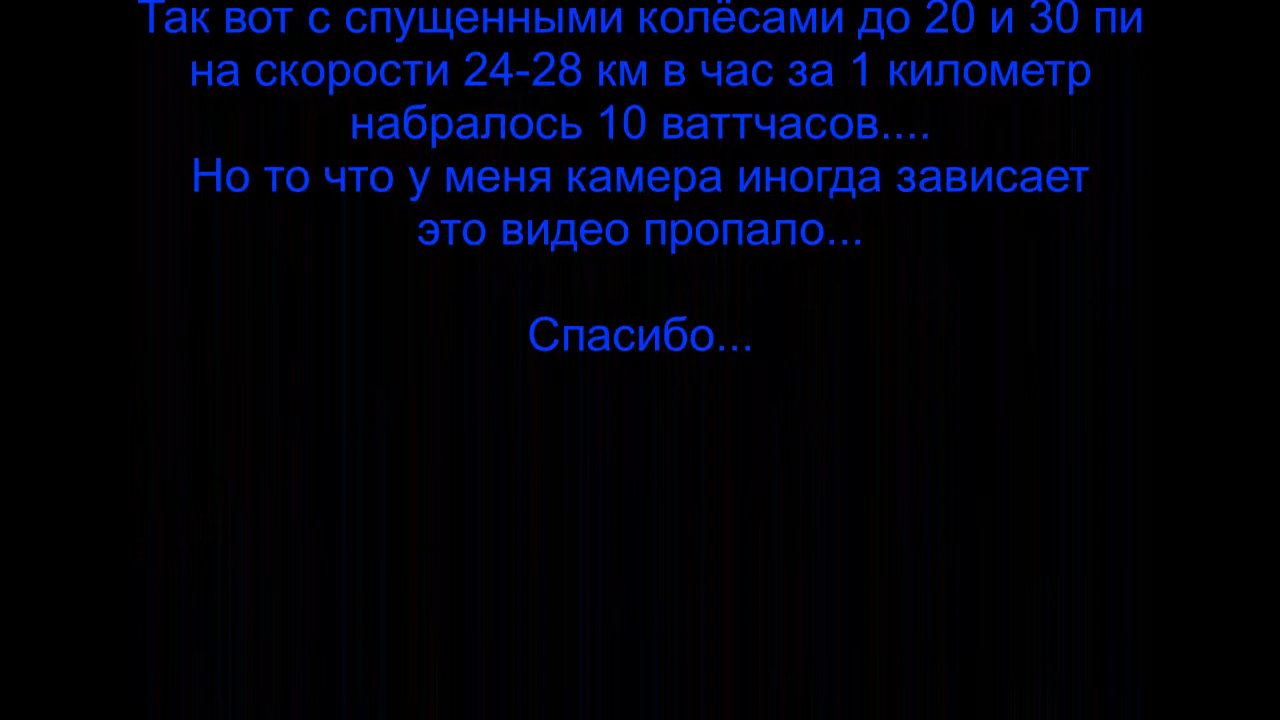 Так вот с спущенными колёсами до 20 и 30 пи
на скорости 24-28 км в час за 1 километр
набралось 10 ваттчасов....
Но то что у меня камера иногда зависает
это видео пропало...
Спасибо...